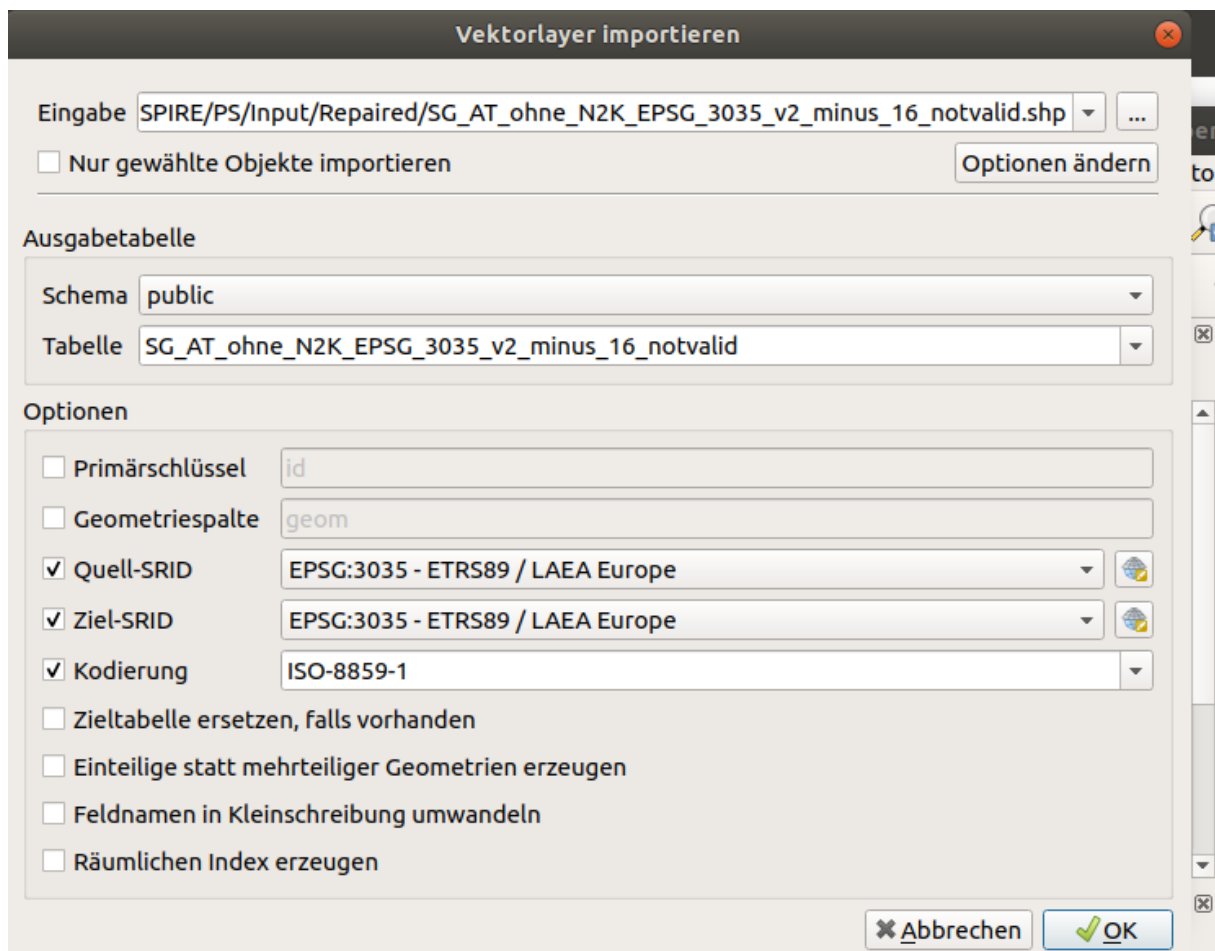 Vektorlayer importieren
Eingabe SPIRE/PS/Input/Repaired/SG_AT_ohne_N2K_EPSG_3035_v2_minus_16_notvalid.shp ...
Nur gewählte Objekte importieren Optionen ändern
Ausgabetabelle
Schema public
Tabelle SG_AT_ohne_N2K_EPSG_3035_v2_minus_16_notvalid
Optionen
Primärschlüssel id
Geometriespalte geom
Quell-SRID EPSG:3035 - ETRS89 / LAEA Europe
Ziel-SRID EPSG:3035 - ETRS89 / LAEA Europe
Kodierung ISO-8859-1
Zieltabelle ersetzen, falls vorhanden
Einteilige statt mehrteiliger Geometrien erzeugen
Feldnamen in Kleinschreibung umwandeln
Räumlichen Index erzeugen
Abbrechen OK